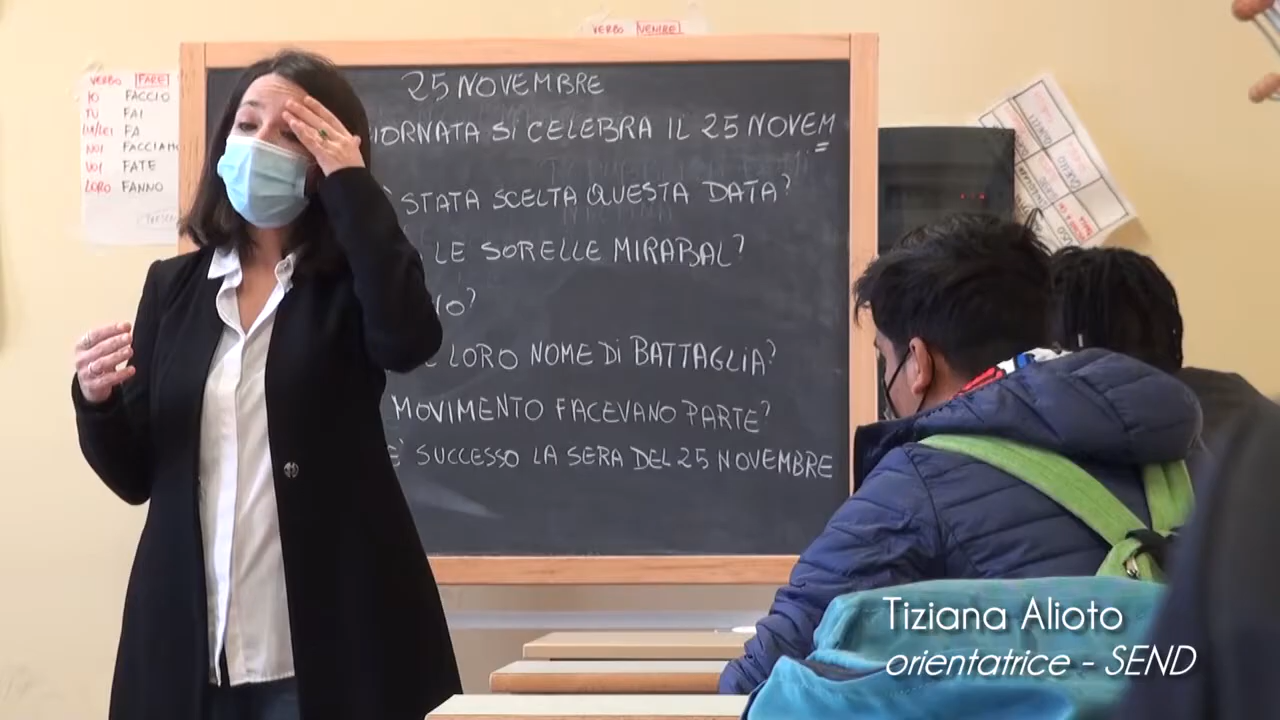 VERBO VENIRE
VERBO FARE
IO FACCIO
TU FAI
LUI/LEI FA
NOI FACCIAMO
VOI FATE
LORO FANNO
25 NOVEMBRE
IORNATA SI CELEBRA IL 25 NOVEM
STATA SCELTA QUESTA DATA?
LE SORELLE MIRABAL?
IO?
LORO NOME DI BATTAGLIA?
MOVIMENTO FACEVANO PARTE?
È SUCCESSO LA SERA DEL 25 NOVEMBRE
Tiziana Alioto
orientatrice - SEND